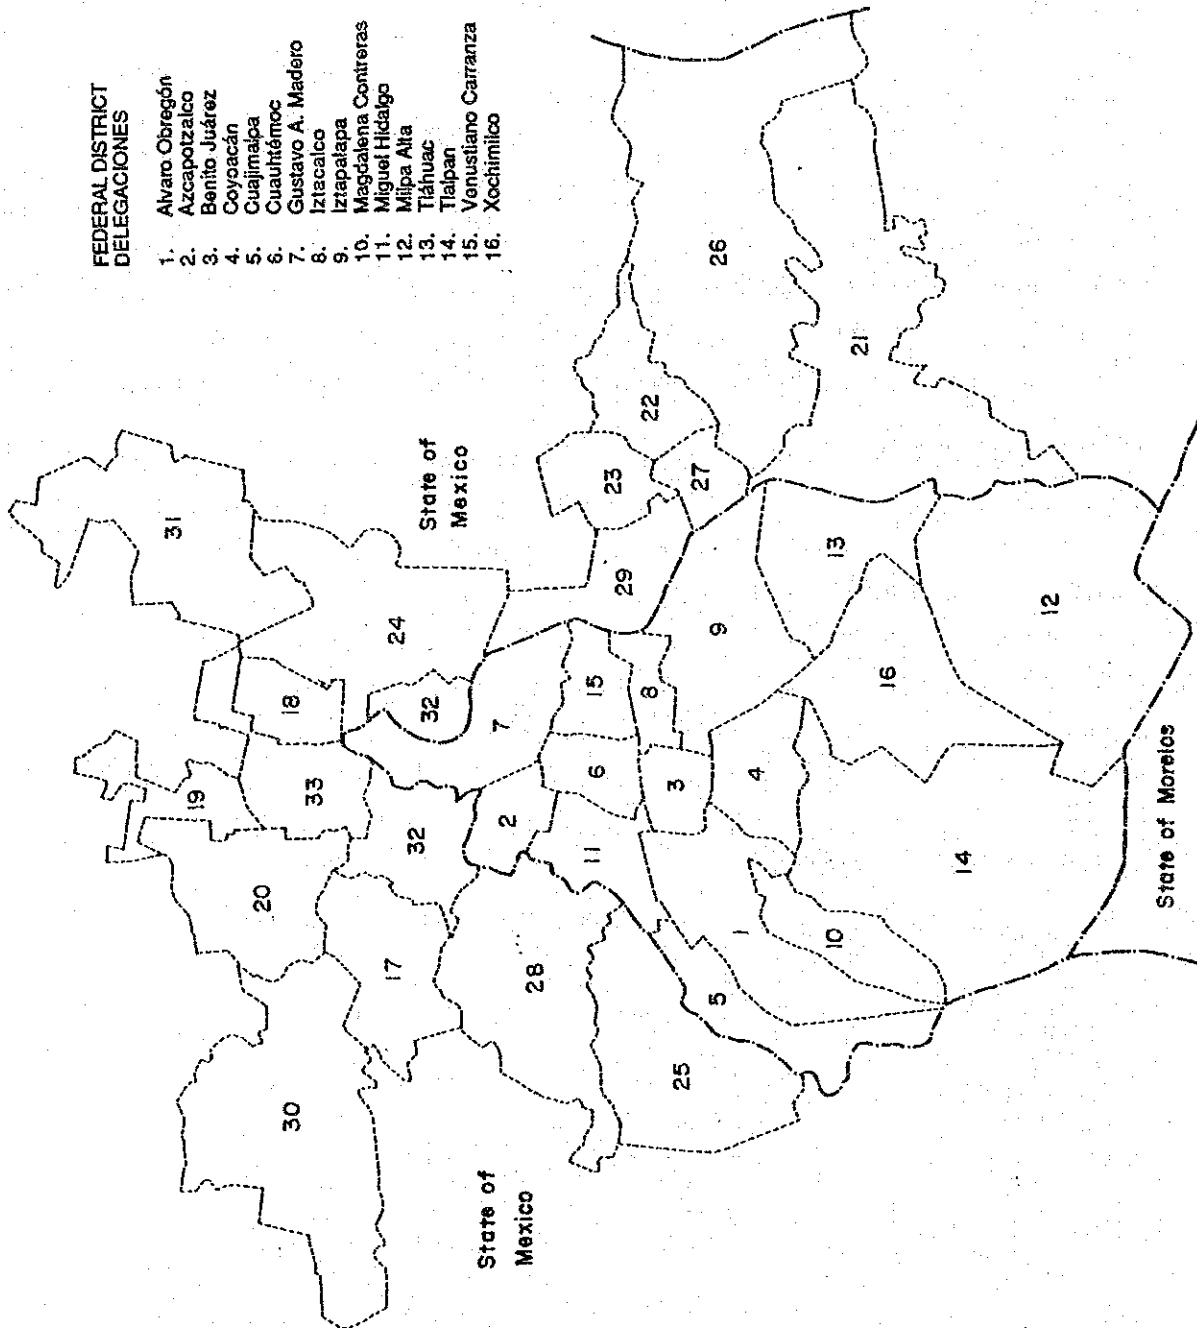 FEDERAL DISTRICT
DELEGACIONES
1. Alvaro Obregón
2. Azcapotzalco
3. Benito Juárez
4. Coyoacán
5. Cuajimalpa
6. Cuauhtémoc
7. Gustavo A. Madero
8. Iztacalco
9. Iztapalapa
10. Magdalena Contreras
11. Miguel Hidalgo
12. Milpa Alta
13. Tláhuac
14. Tlalpan
15. Venustiano Carranza
16. Xochimilco
30
20
19
33
18
31
17
32
32
24
State of
Mexico
28
2
7
State of
Mexico
25
11
6
15
29
23
22
26
5
3
8
27
1
4
9
10
16
13
21
14
12
State of Morelos